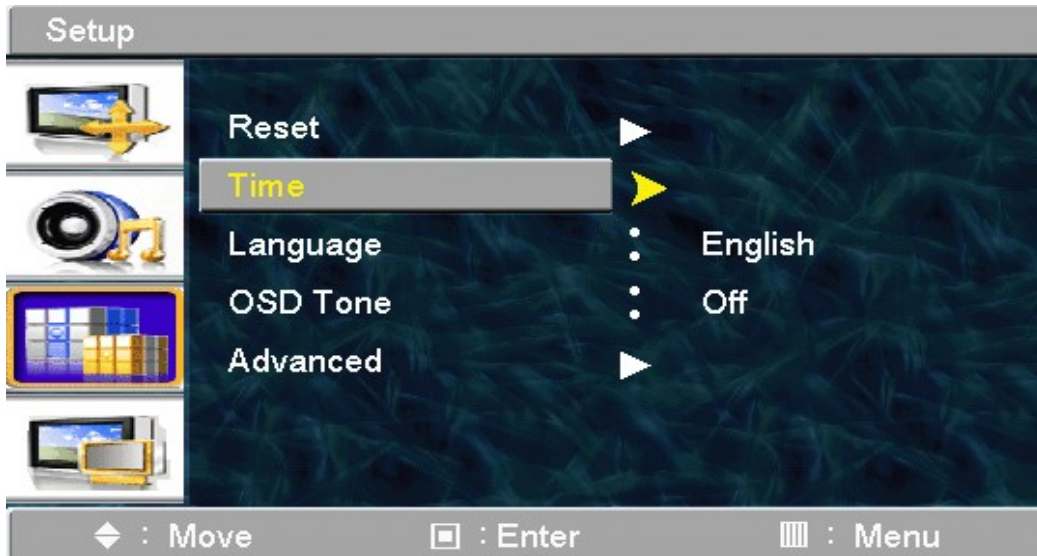 Setup
Reset
Time
Language : English
OSD Tone : Off
Advanced
: Move : Enter : Menu